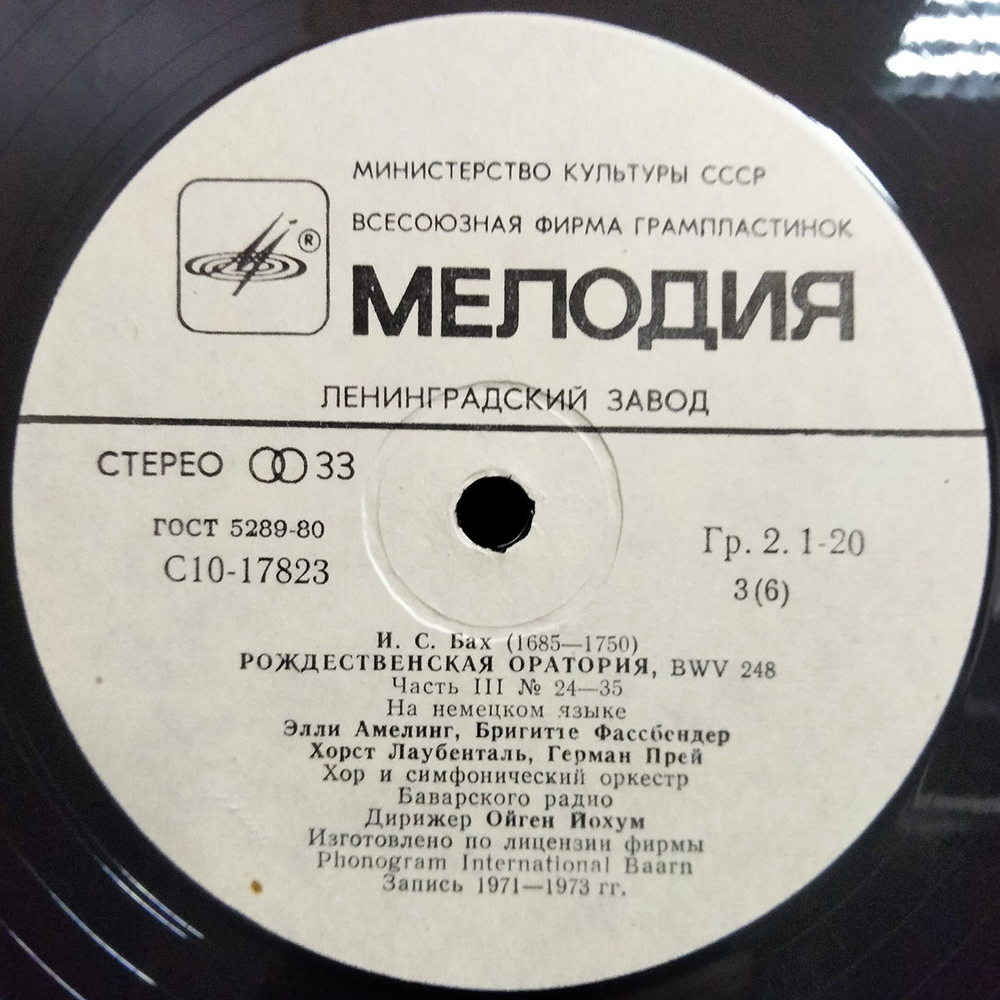 МИНИСТЕРСТВО КУЛЬТУРЫ СССР
ВСЕСОЮЗНАЯ ФИРМА ГРАМПЛАСТИНОК
®
МЕЛОДИЯ
ЛЕНИНГРАДСКИЙ ЗАВОД
СТЕРЕО 33
ГОСТ 5289-80
С10-17823
Гр. 2. 1-20
3(6)
И. С. Бах (1685—1750)
РОЖДЕСТВЕНСКАЯ ОРАТОРИЯ, BWV 248
Часть III № 24—35
На немецком языке
Элли Амелинг, Бригитте Фассбендер
Хорст Лаубенталь, Герман Прей
Хор и симфонический оркестр
Баварского радио
Дирижер Ойген Йохум
Изготовлено по лицензии фирмы
Phonogram International Baarn
Запись 1971—1973 гг.